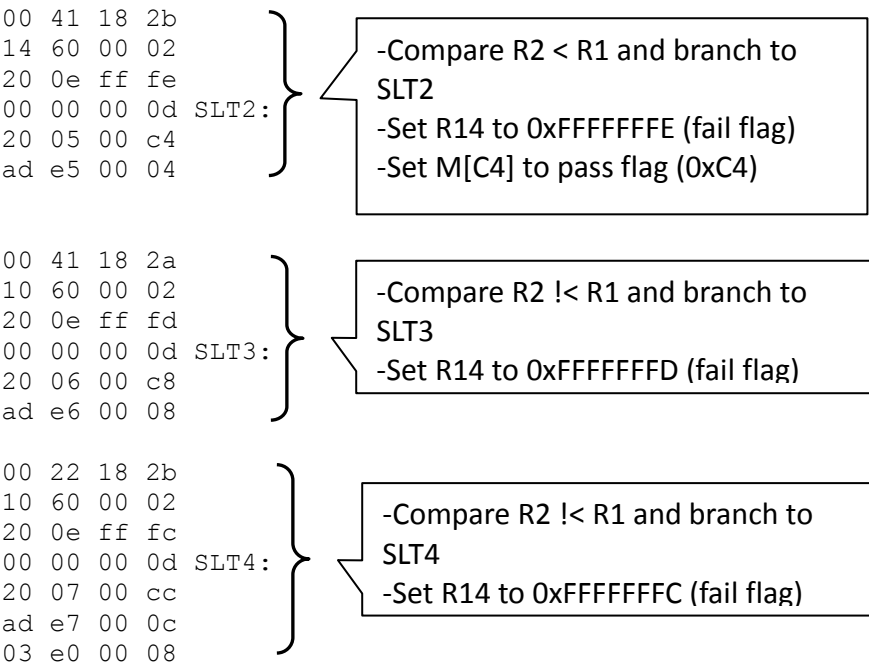 00 41 18 2b
14 60 00 02
20 0e ff fe
00 00 00 0d SLT2:
20 05 00 c4
ad e5 00 04
-Compare R2 < R1 and branch to
SLT2
-Set R14 to 0xFFFFFFFE (fail flag)
-Set M[C4] to pass flag (0xC4)
00 41 18 2a
10 60 00 02
20 0e ff fd
00 00 00 0d SLT3:
20 06 00 c8
ad e6 00 08
-Compare R2 !< R1 and branch to
SLT3
-Set R14 to 0xFFFFFFFD (fail flag)
00 22 18 2b
10 60 00 02
20 0e ff fc
00 00 00 0d SLT4:
20 07 00 cc
ad e7 00 0c
03 e0 00 08
-Compare R2 !< R1 and branch to
SLT4
-Set R14 to 0xFFFFFFFC (fail flag)